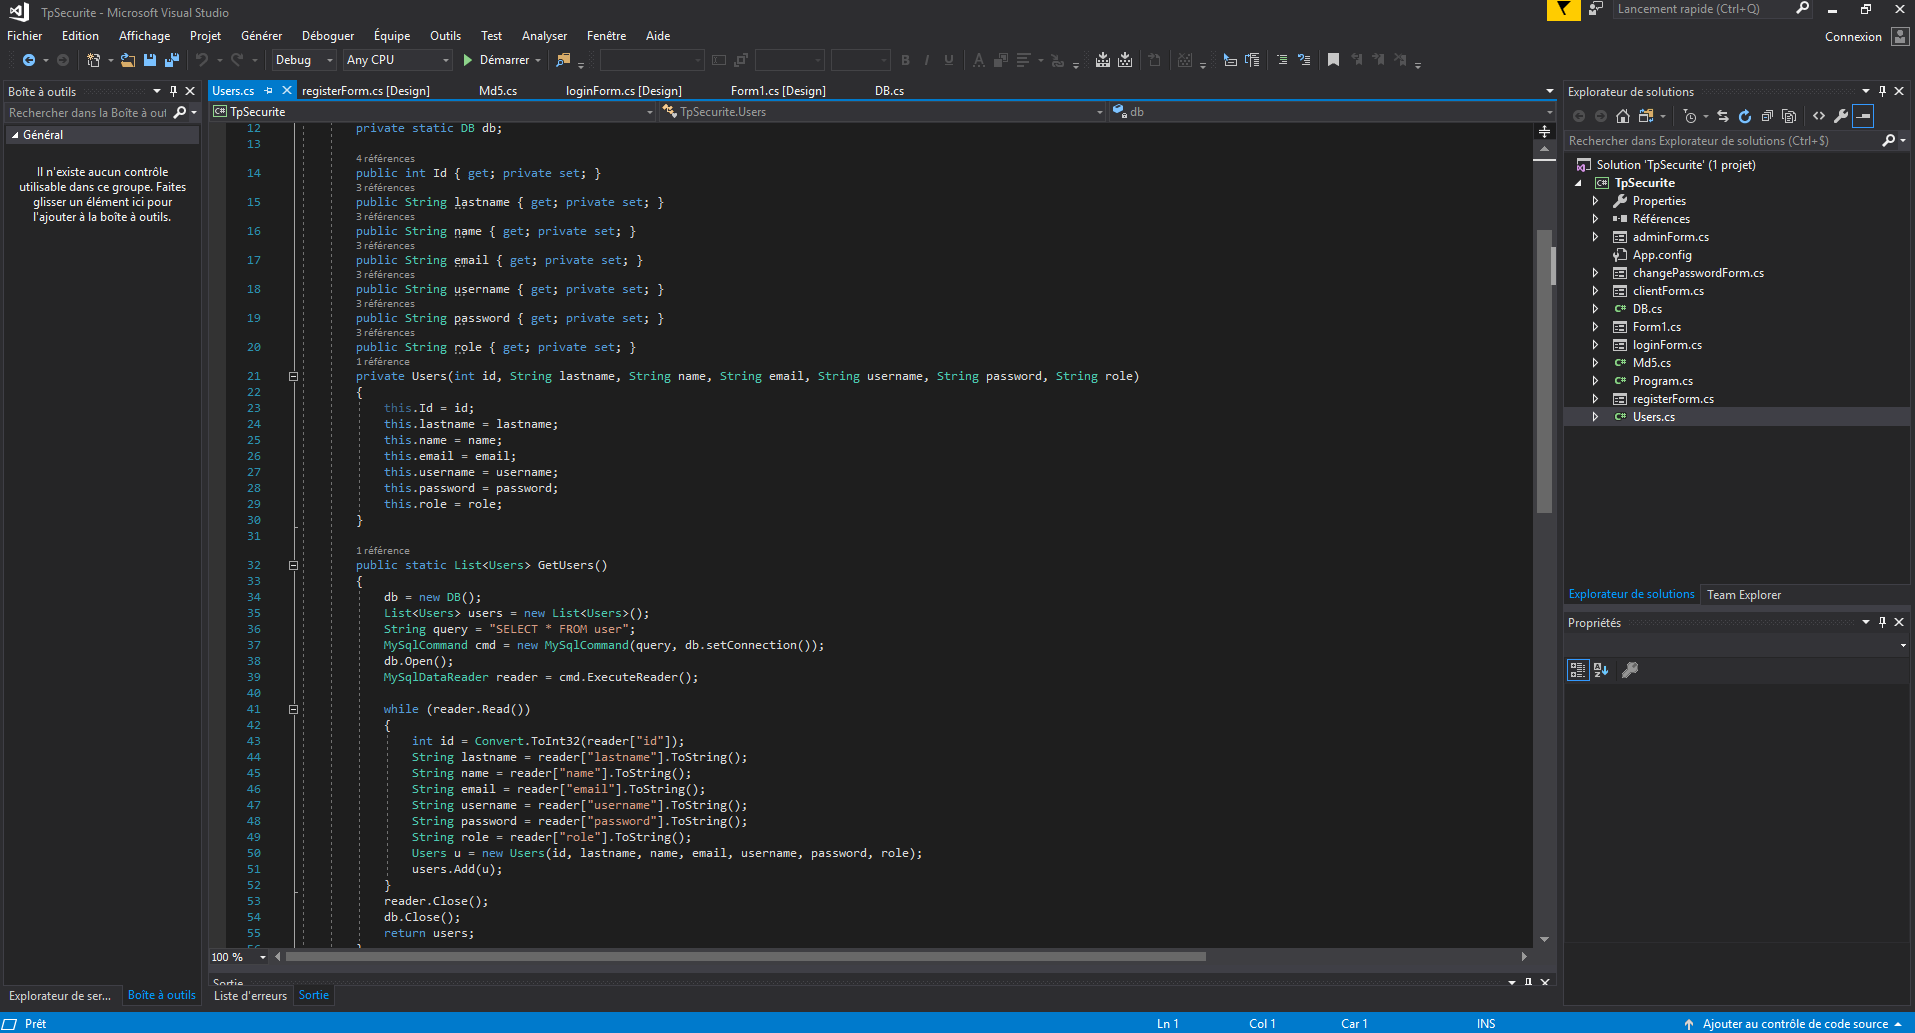 TpSecurite - Microsoft Visual Studio
Lancement rapide (Ctrl+Q)
Fichier Edition Affichage Projet Générer Déboguer Équipe Outils Test Analyser Fenêtre Aide
Connexion
Debug Any CPU Démarrer
Boîte à outils
Rechercher dans la Boîte à out
Général
Il n'existe aucun contrôle
utilisable dans ce groupe. Faites
glisser un élément ici pour
l'ajouter à la boîte à outils.
Explorateur de ser... Boîte à outils
Users.cs registerForm.cs [Design] Md5.cs loginForm.cs [Design] Form1.cs [Design] DB.cs
TpSecurite TpSecurite.Users db
12 private static DB db;
13
4 références
14 public int Id { get; private set; }
3 références
15 public String lastname { get; private set; }
3 références
16 public String name { get; private set; }
3 références
17 public String email { get; private set; }
3 références
18 public String username { get; private set; }
3 références
19 public String password { get; private set; }
3 références
20 public String role { get; private set; }
1 référence
21 private Users(int id, String lastname, String name, String email, String username, String password, String role)
22 {
23 this.Id = id;
24 this.lastname = lastname;
25 this.name = name;
26 this.email = email;
27 this.username = username;
28 this.password = password;
29 this.role = role;
30 }
31
1 référence
32 public static List<Users> GetUsers()
33 {
34 db = new DB();
35 List<Users> users = new List<Users>();
36 String query = "SELECT * FROM user";
37 MySqlCommand cmd = new MySqlCommand(query, db.setConnection());
38 db.Open();
39 MySqlDataReader reader = cmd.ExecuteReader();
40
41 while (reader.Read())
42 {
43 int id = Convert.ToInt32(reader["id"]);
44 String lastname = reader["lastname"].ToString();
45 String name = reader["name"].ToString();
46 String email = reader["email"].ToString();
47 String username = reader["username"].ToString();
48 String password = reader["password"].ToString();
49 String role = reader["role"].ToString();
50 Users u = new Users(id, lastname, name, email, username, password, role);
51 users.Add(u);
52 }
53 reader.Close();
54 db.Close();
55 return users;
100 %
Sortie
Liste d'erreurs Sortie
Explorateur de solutions
Rechercher dans Explorateur de solutions (Ctrl+$)
Solution 'TpSecurite' (1 projet)
TpSecurite
Properties
Références
adminForm.cs
App.config
changePasswordForm.cs
clientForm.cs
DB.cs
Form1.cs
loginForm.cs
Md5.cs
Program.cs
registerForm.cs
Users.cs
Explorateur de solutions Team Explorer
Propriétés
Prêt Ln 1 Col 1 Car 1 INS Ajouter au contrôle de code source